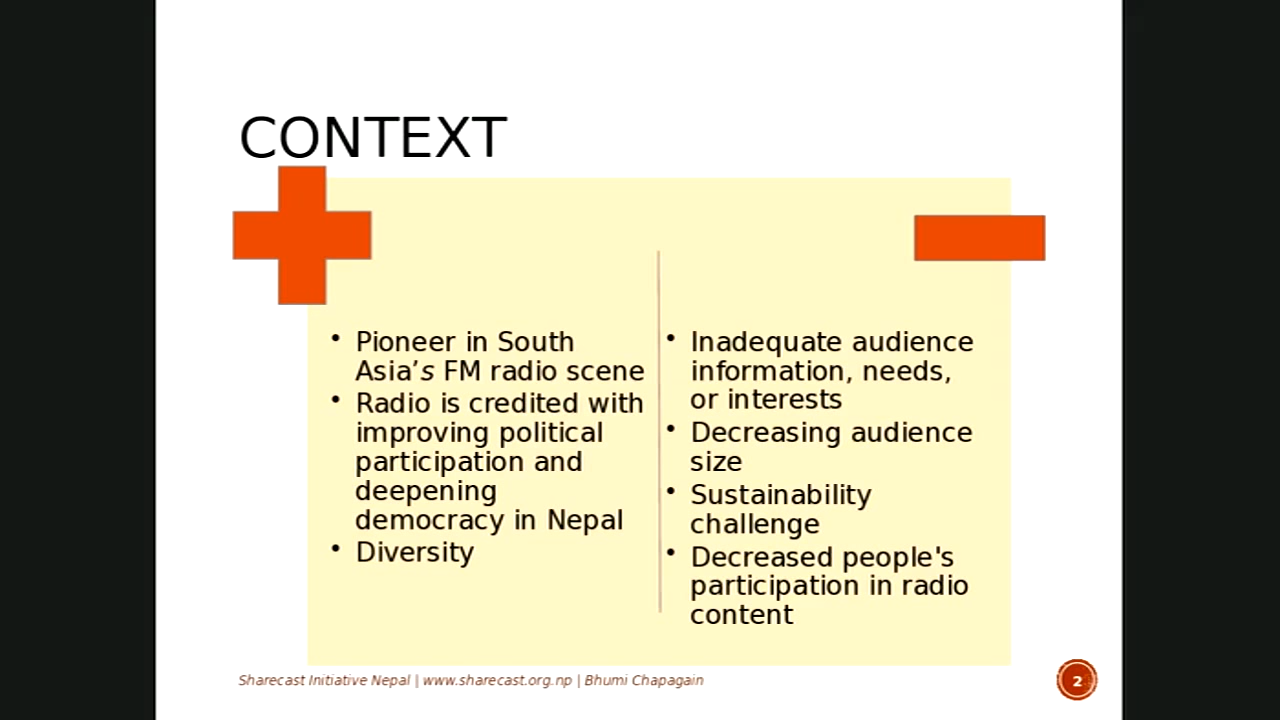 CONTEXT
• Pioneer in South
Asia’s FM radio scene
• Radio is credited with
improving political
participation and
deepening
democracy in Nepal
• Diversity
• Inadequate audience
information, needs,
or interests
• Decreasing audience
size
• Sustainability
challenge
• Decreased people's
participation in radio
content
Sharecast Initiative Nepal | www.sharecast.org.np | Bhumi Chapagain
2